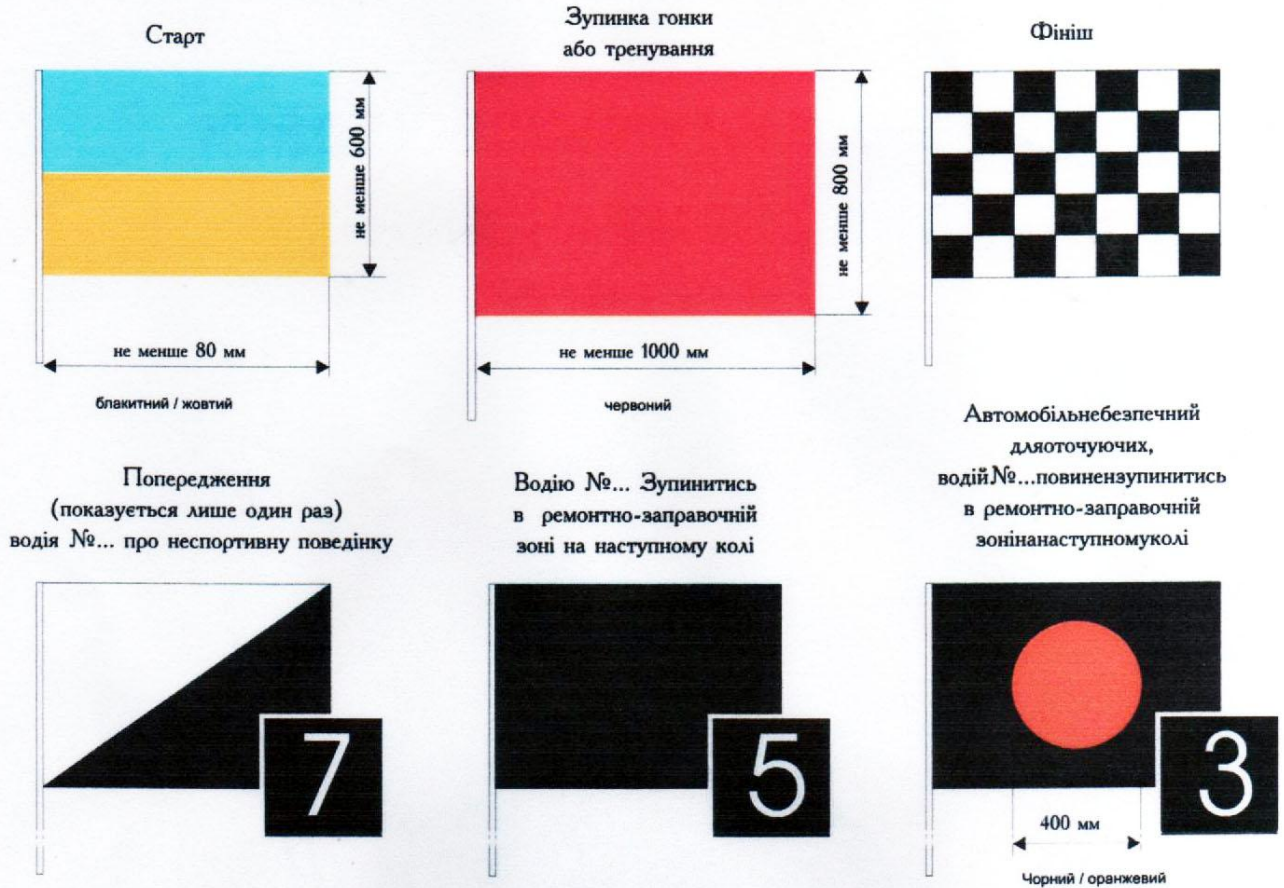 Старт
не менше 600 мм
не менше 80 мм
блакитний / жовтий
Зупинка гонки
або тренування
не менше 800 мм
не менше 1000 мм
червоний
Фініш
Попередження
(показується лише один раз)
водія №... про неспортивну поведінку
7
Водію №... Зупинитись
в ремонтно-заправочній
зоні на наступному колі
5
Автомобільнебезпечний
дляоточуючих,
водій№...повинензупинитись
в ремонтно-заправочній
зонінанаступномуколі
3
400 мм
Чорний / оранжевий